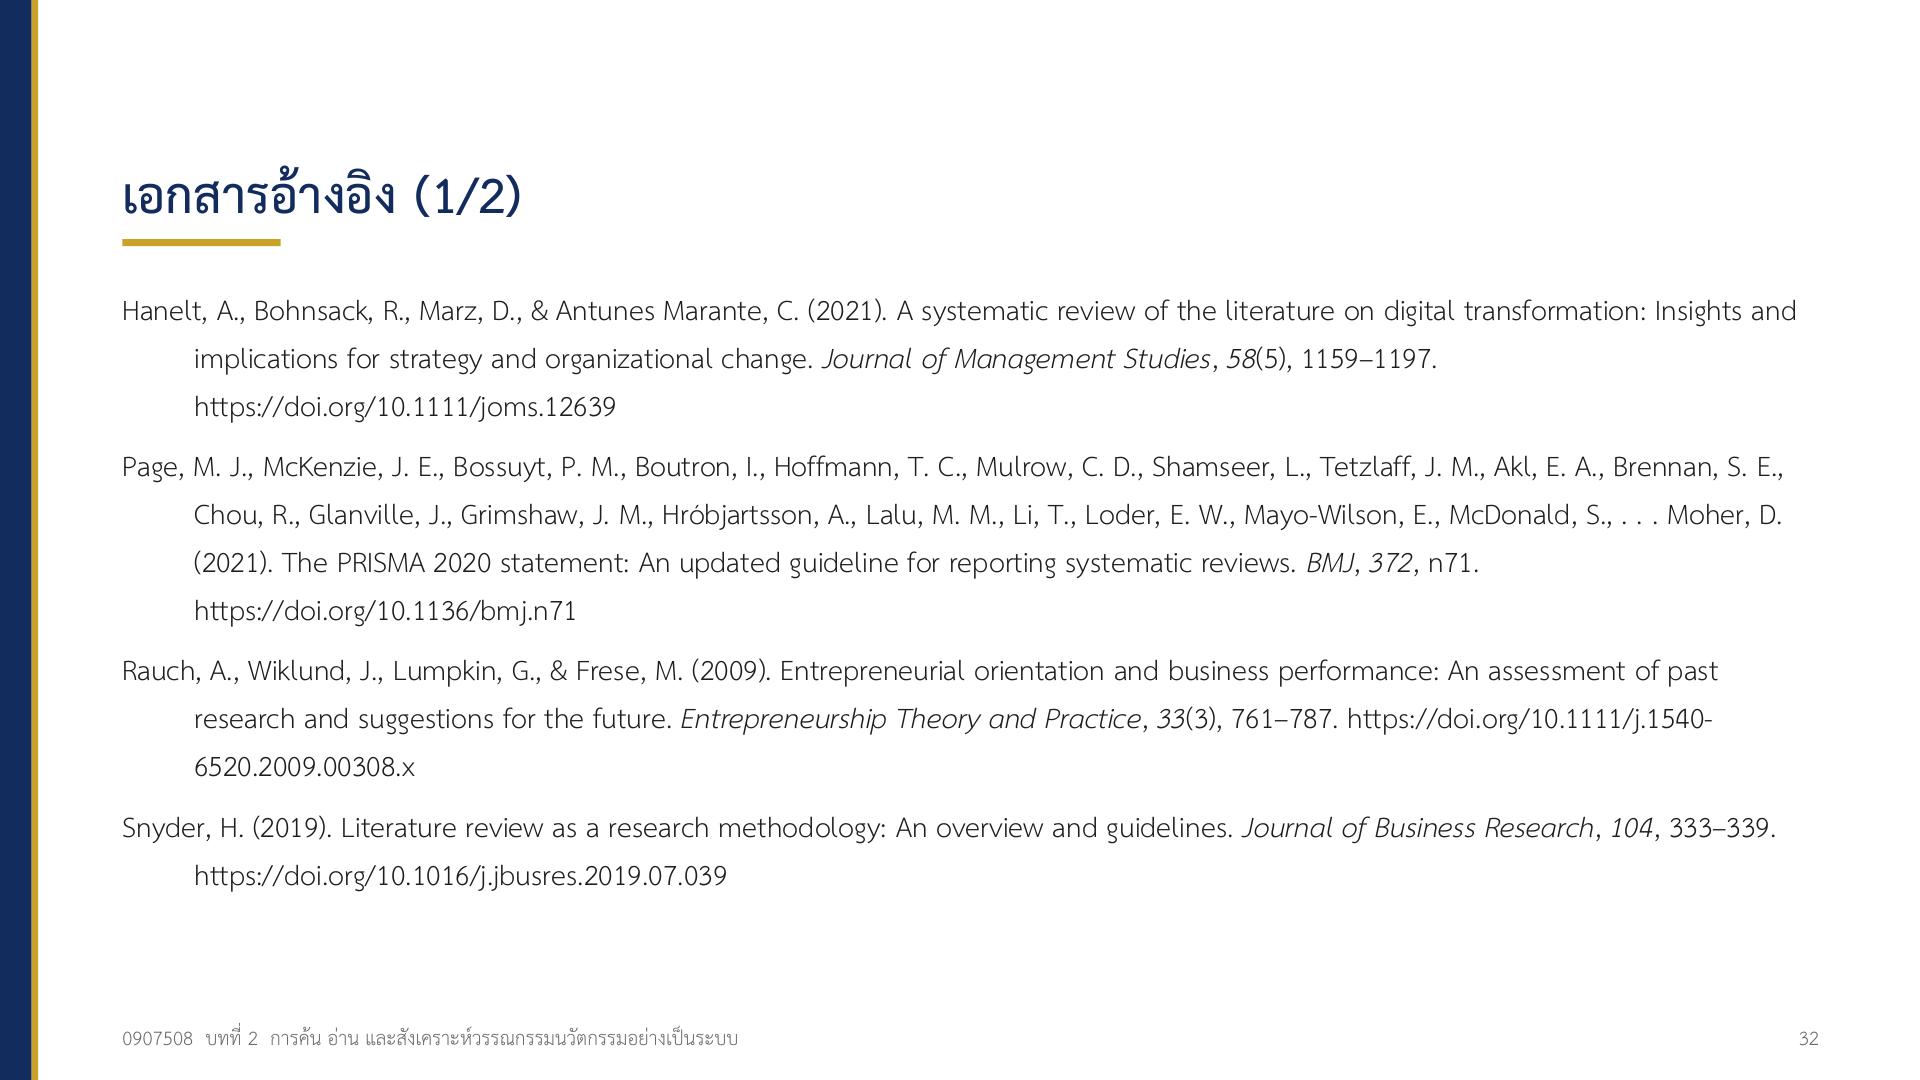 เอกสารอ้างอิง (1/2)
Hanelt, A., Bohnsack, R., Marz, D., & Antunes Marante, C. (2021). A systematic review of the literature on digital transformation: Insights and
implications for strategy and organizational change. Journal of Management Studies, 58(5), 1159–1197.
https://doi.org/10.1111/joms.12639
Page, M. J., McKenzie, J. E., Bossuyt, P. M., Boutron, I., Hoffmann, T. C., Mulrow, C. D., Shamseer, L., Tetzlaff, J. M., Akl, E. A., Brennan, S. E.,
Chou, R., Glanville, J., Grimshaw, J. M., Hróbjartsson, A., Lalu, M. M., Li, T., Loder, E. W., Mayo-Wilson, E., McDonald, S., . . . Moher, D.
(2021). The PRISMA 2020 statement: An updated guideline for reporting systematic reviews. BMJ, 372, n71.
https://doi.org/10.1136/bmj.n71
Rauch, A., Wiklund, J., Lumpkin, G., & Frese, M. (2009). Entrepreneurial orientation and business performance: An assessment of past
research and suggestions for the future. Entrepreneurship Theory and Practice, 33(3), 761–787. https://doi.org/10.1111/j.1540-
6520.2009.00308.x
Snyder, H. (2019). Literature review as a research methodology: An overview and guidelines. Journal of Business Research, 104, 333–339.
https://doi.org/10.1016/j.jbusres.2019.07.039
0907508 บทที่ 2 การค้น อ่าน และสังเคราะห์วรรณกรรมนวัตกรรมอย่างเป็นระบบ
32